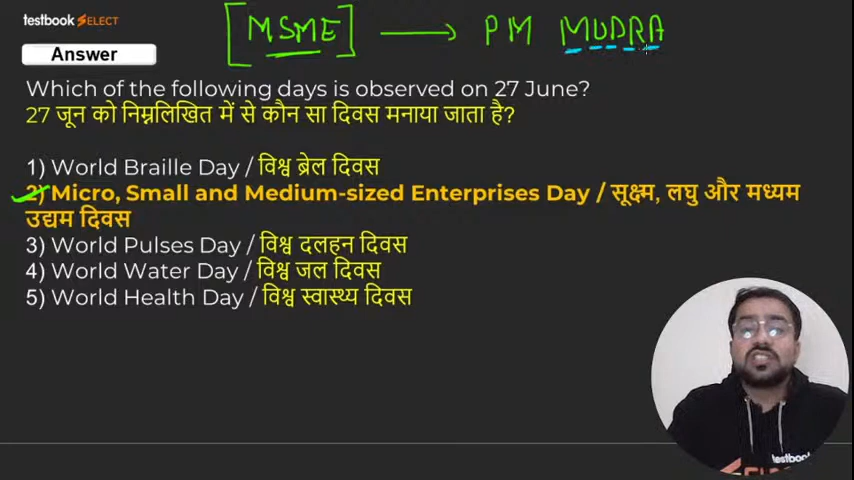 testbook SELECT
[MSME] → PM MUDRA
Answer
Which of the following days is observed on 27 June?
27 जून को निम्नलिखित में से कौन सा दिवस मनाया जाता है?
1) World Braille Day / विश्व ब्रेल दिवस
2) Micro, Small and Medium-sized Enterprises Day / सूक्ष्म, लघु और मध्यम
उद्यम दिवस
3) World Pulses Day / विश्व दलहन दिवस
4) World Water Day / विश्व जल दिवस
5) World Health Day / विश्व स्वास्थ्य दिवस
testbook